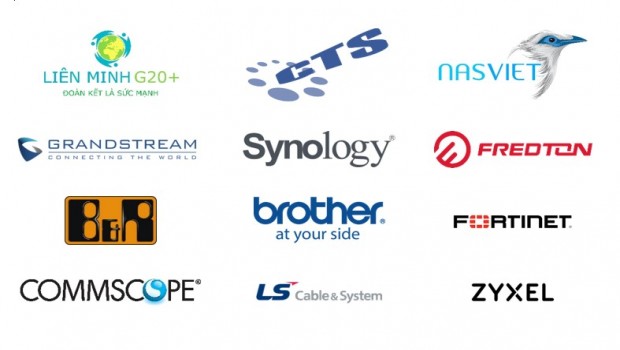 LIÊN MINH G20+
ĐOÀN KẾT LÀ SỨC MẠNH
CTS
NASVIET
GRANDSTREAM
CONNECTING THE WORLD
Synology®
FREDTON
B&R
brother®
at your side
FORTINET®
COMMSCOPE®
LS Cable & System
ZYXEL